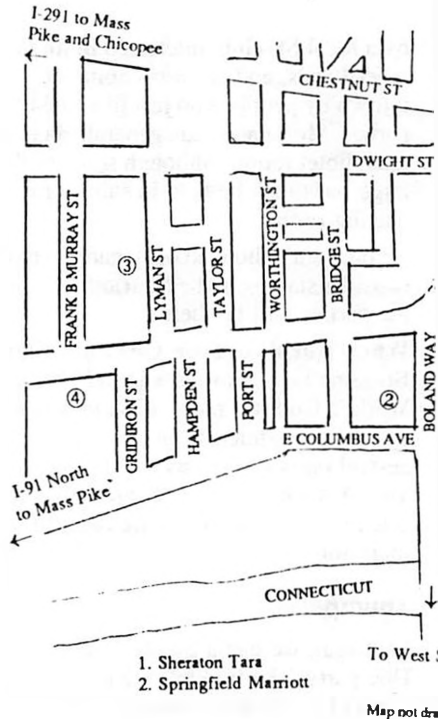 I-291 to Mass
Pike and Chicopee
CHESTNUT ST
DWIGHT ST
FRANK B MURRAY ST
③
LYMAN ST
TAYLOR ST
WORTHINGTON ST
BRIDGE ST
BOLAND WAY
④
GRIDIRON ST
HAMPDEN ST
PORT ST
②
E COLUMBUS AVE
I-91 North
to Mass Pike
CONNECTICUT
To West
1. Sheraton Tara
2. Springfield Marriott
Map not